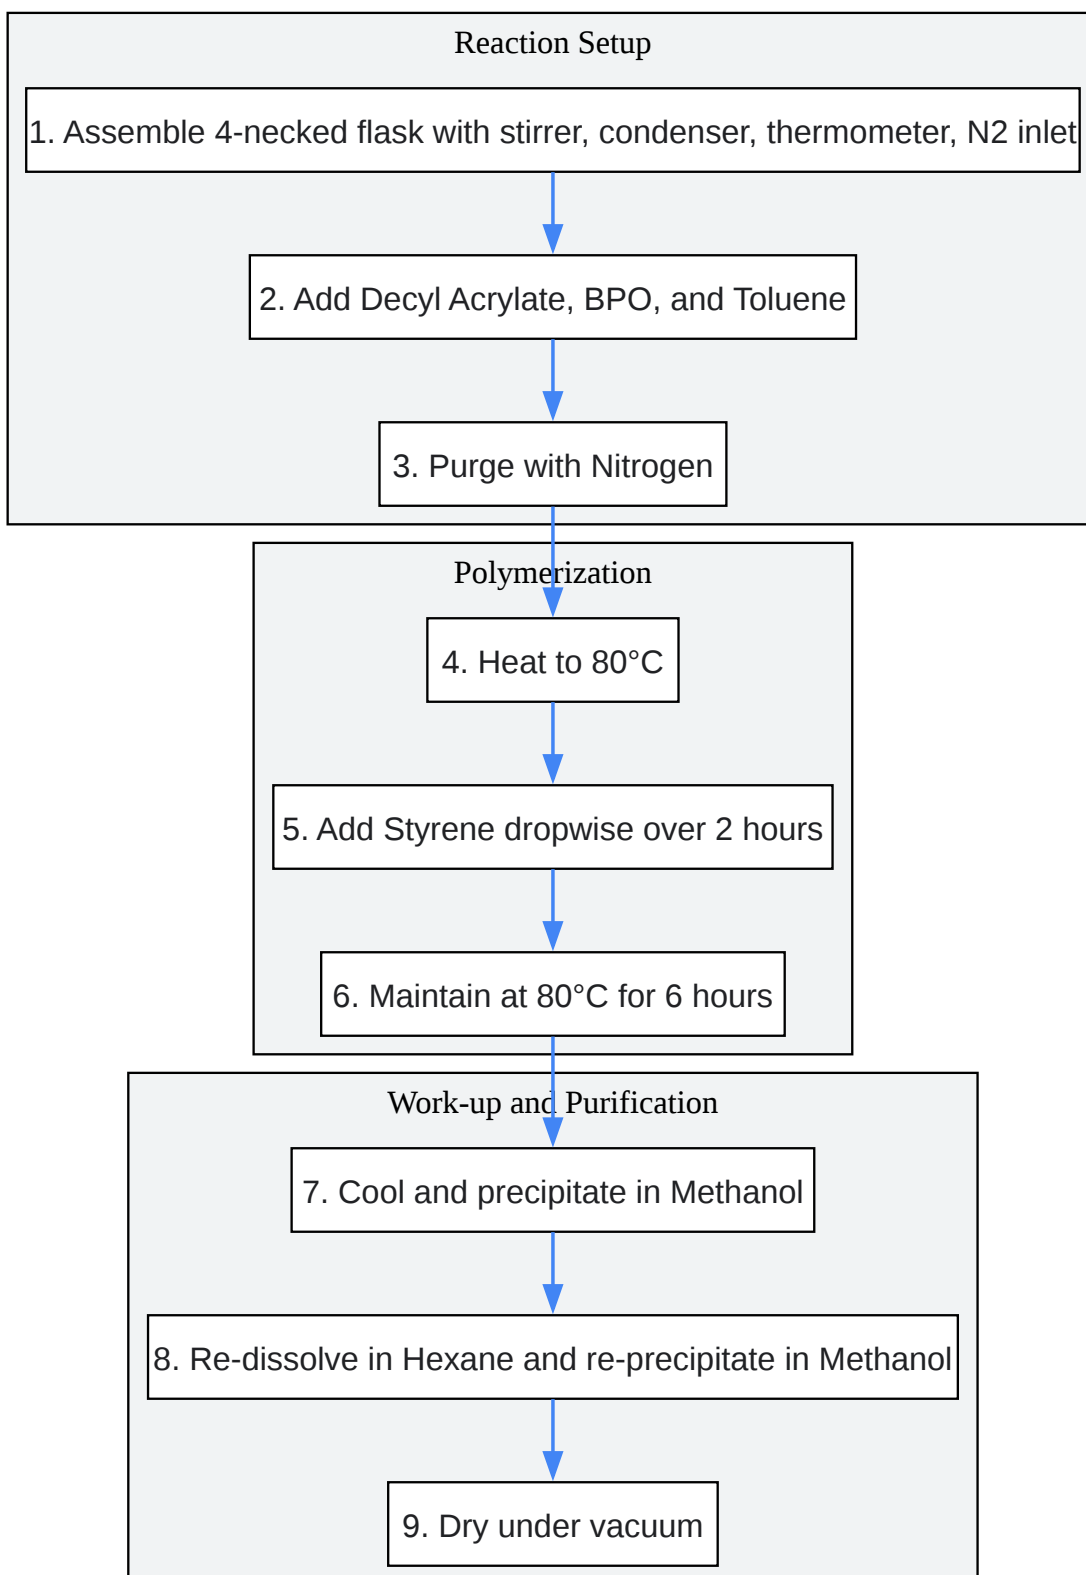 Reaction Setup
1. Assemble 4-necked flask with stirrer, condenser, thermometer, N2 inlet
2. Add Decyl Acrylate, BPO, and Toluene
3. Purge with Nitrogen
Polymerization
4. Heat to 80°C
5. Add Styrene dropwise over 2 hours
6. Maintain at 80°C for 6 hours
Work-up and Purification
7. Cool and precipitate in Methanol
8. Re-dissolve in Hexane and re-precipitate in Methanol
9. Dry under vacuum